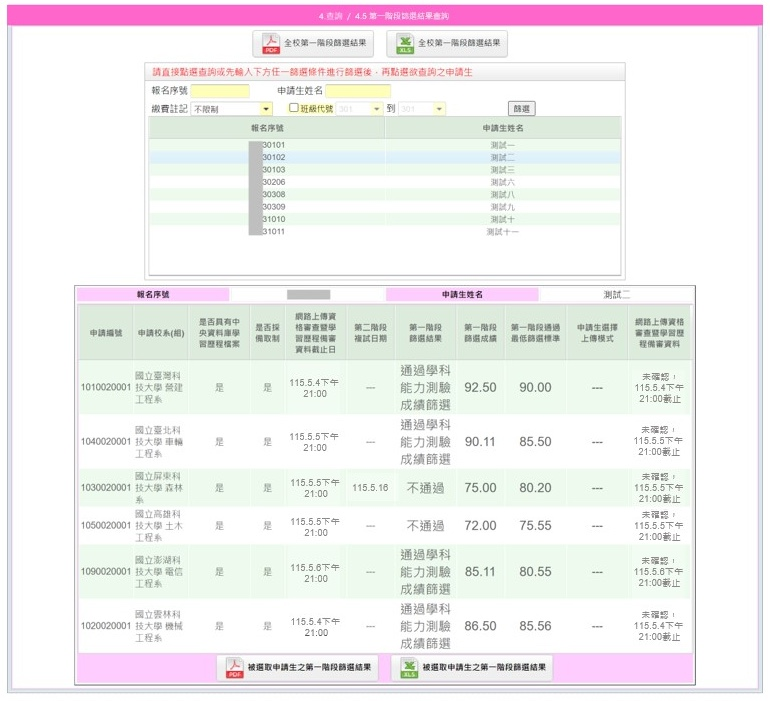 4.查詢 / 4.5 第一階段篩選結果查詢
全校第一階段篩選結果 全校第一階段篩選結果
請直接點選查詢或先輸入下方任一篩選條件進行篩選後，再點選欲查詢之申請生
報名序號 申請生姓名
繳費註記 不限制 班級代號 301 到 301 篩選
報名序號 申請生姓名
30101 測試一
30102 測試二
30103 測試三
30206 測試六
30308 測試八
30309 測試九
31010 測試十
31011 測試十一
報名序號 申請生姓名 測試二
申請編號 申請校系(組) 是否具有中央資料庫學習歷程檔案 是否採備取制 網路上傳資格審查暨學習歷程備審資料截止日 第二階段複試日期 第一階段篩選結果 第一階段篩選成績 第一階段通過最低篩選標準 申請生選擇上傳模式 網路上傳資格審查暨學習歷程備審資料
1010020001 國立臺灣科技大學 營建工程系 是 是 115.5.4下午21:00 --- 通過學科能力測驗成績篩選 92.50 90.00 --- 未確認，115.5.4下午21:00截止
1040020001 國立臺北科技大學 車輛工程系 是 是 115.5.5下午21:00 --- 通過學科能力測驗成績篩選 90.11 85.50 --- 未確認，115.5.5下午21:00截止
1030020001 國立屏東科技大學 森林系 是 是 115.5.5下午21:00 115.5.16 不通過 75.00 80.20 --- 未確認，115.5.5下午21:00截止
1050020001 國立高雄科技大學 土木工程系 是 是 115.5.5下午21:00 --- 不通過 72.00 75.55 --- 未確認，115.5.5下午21:00截止
1090020001 國立澎湖科技大學 電信工程系 是 是 115.5.6下午21:00 --- 通過學科能力測驗成績篩選 85.11 80.55 --- 未確認，115.5.6下午21:00截止
1020020001 國立雲林科技大學 機械工程系 是 是 115.5.4下午21:00 --- 通過學科能力測驗成績篩選 86.50 85.56 --- 未確認，115.5.4下午21:00截止
被選取申請生之第一階段篩選結果 被選取申請生之第一階段篩選結果